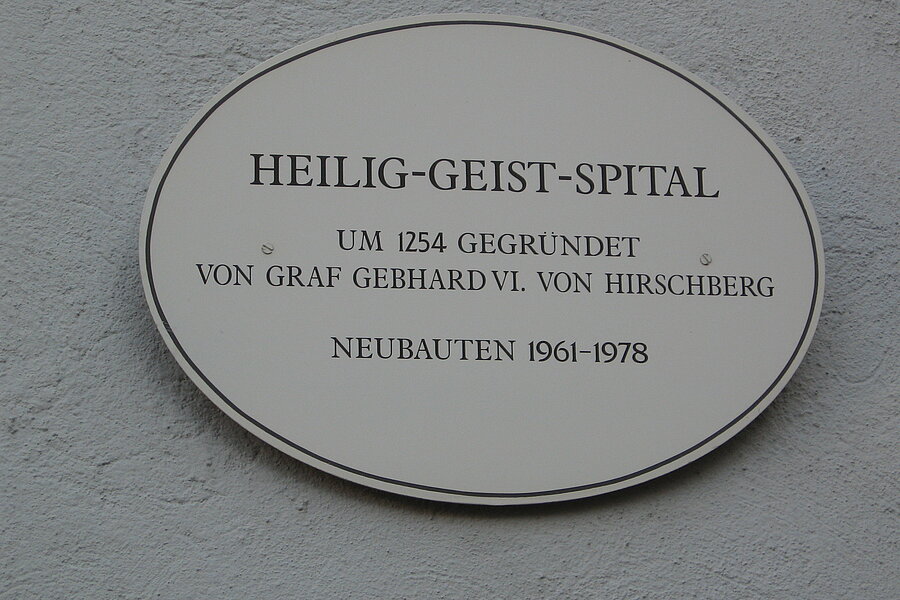 HEILIG-GEIST-SPITAL
UM 1254 GEGRÜNDET
VON GRAF GEBHARD VI. VON HIRSCHBERG
NEUBAUTEN 1961-1978